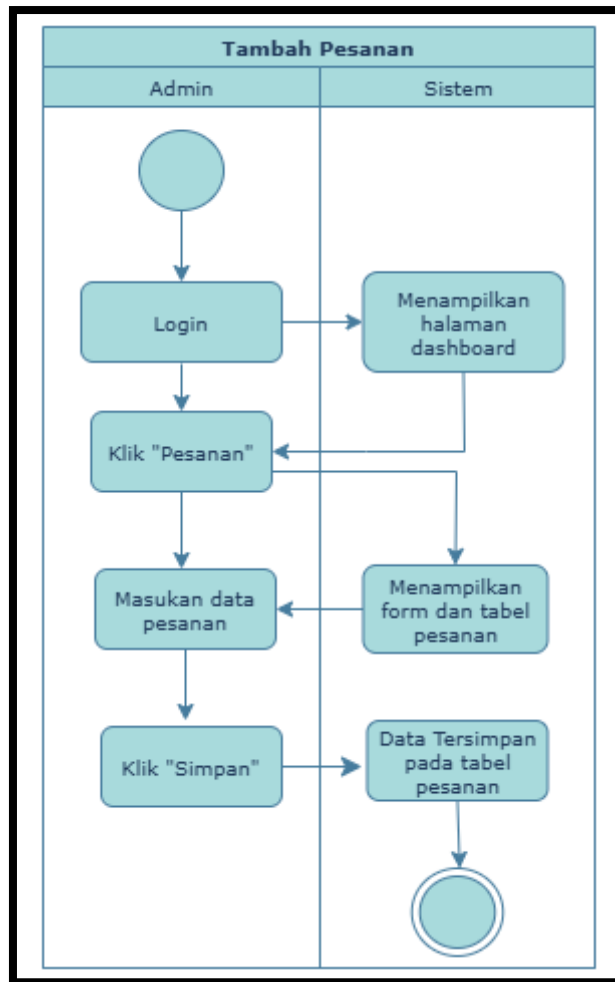 Tambah Pesanan
Admin
Sistem
Login
Menampilkan
halaman
dashboard
Klik "Pesanan"
Masukan data
pesanan
Menampilkan
form dan tabel
pesanan
Klik "Simpan"
Data Tersimpan
pada tabel
pesanan